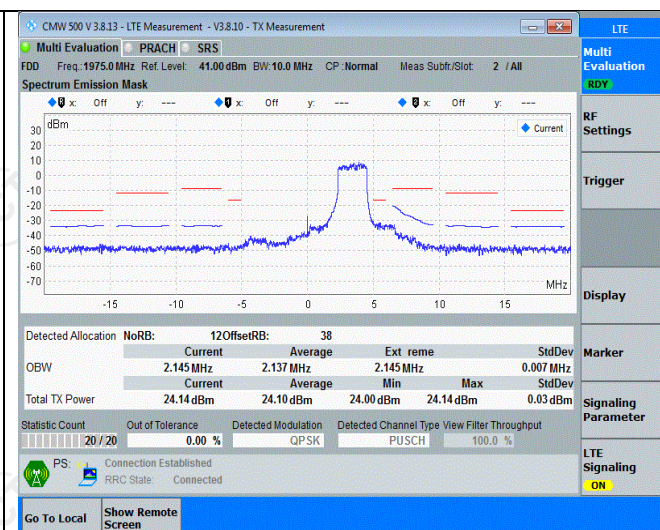 CMW 500 V 3.8.13 - LTE Measurement - V3.8.10 - TX Measurement
LTE
Multi Evaluation PRACH SRS
Multi Evaluation
RDY
FDD Freq.: 1975.0 MHz Ref. Level: 41.00 dBm BW: 10.0 MHz CP : Normal Meas Subfr./Slot: 2 / All
Spectrum Emission Mask
x: Off y: --- x: Off y: --- x: Off y: ---
RF Settings
dBm
Current
30
20
10
0
-10
-20
-30
-40
-50
-60
-70
MHz
-15 -10 -5 0 5 10 15
Trigger
Display
Detected Allocation NoRB: 12 OffsetRB: 38
Current Average Ext reme StdDev
OBW 2.145 MHz 2.137 MHz 2.145 MHz 0.007 MHz
Current Average Min Max StdDev
Total TX Power 24.14 dBm 24.10 dBm 24.00 dBm 24.14 dBm 0.03 dBm
Marker
Signaling Parameter
Statistic Count Out of Tolerance Detected Modulation Detected Channel Type View Filter Throughput
20 / 20 0.00 % QPSK PUSCH 100.0 %
PS: Connection Established
RRC State: Connected
LTE Signaling
ON
Go To Local
Show Remote Screen